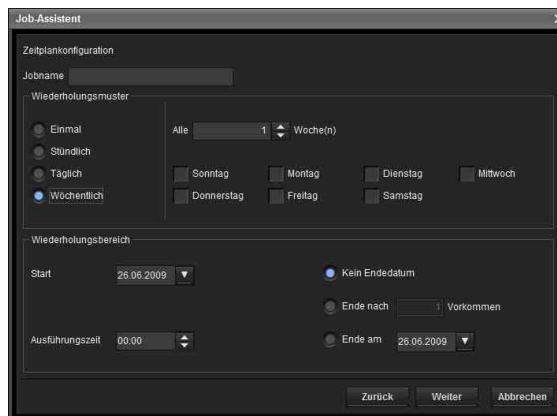 Job-Assistent
Zeitplankonfiguration
Jobname
Wiederholungsmuster
Einmal
Stündlich
Täglich
Wöchentlich
Alle 1 Woche(n)
Sonntag Montag Dienstag Mittwoch
Donnerstag Freitag Samstag
Wiederholungsbereich
Start 26.06.2009 Kein Endedatum
Ende nach 1 Vorkommen
Ausführungszeit 00:00 Ende am 26.06.2009
Zurück Weiter Abbrechen